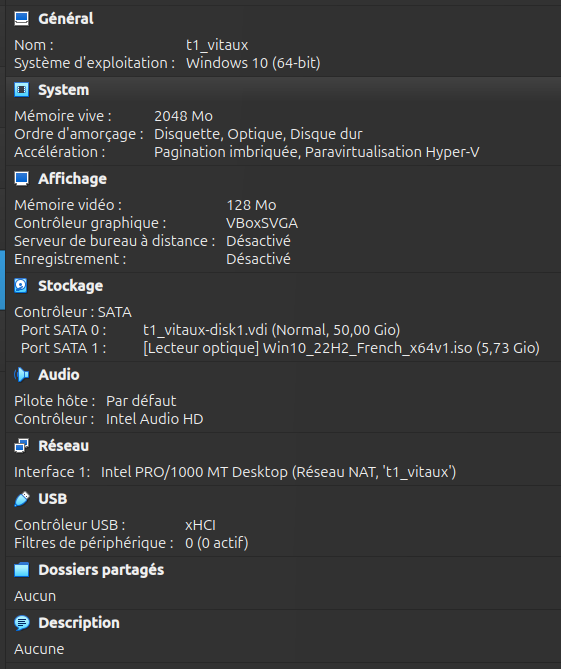 Général
Nom : t1_vitaux
Système d'exploitation : Windows 10 (64-bit)
System
Mémoire vive : 2048 Mo
Ordre d'amorçage : Disquette, Optique, Disque dur
Accélération : Pagination imbriquée, Paravirtualisation Hyper-V
Affichage
Mémoire vidéo : 128 Mo
Contrôleur graphique : VBoxSVGA
Serveur de bureau à distance : Désactivé
Enregistrement : Désactivé
Stockage
Contrôleur : SATA
Port SATA 0 : t1_vitaux-disk1.vdi (Normal, 50,00 Gio)
Port SATA 1 : [Lecteur optique] Win10_22H2_French_x64v1.iso (5,73 Gio)
Audio
Pilote hôte : Par défaut
Contrôleur : Intel Audio HD
Réseau
Interface 1: Intel PRO/1000 MT Desktop (Réseau NAT, 't1_vitaux')
USB
Contrôleur USB : xHCI
Filtres de périphérique : 0 (0 actif)
Dossiers partagés
Aucun
Description
Aucune